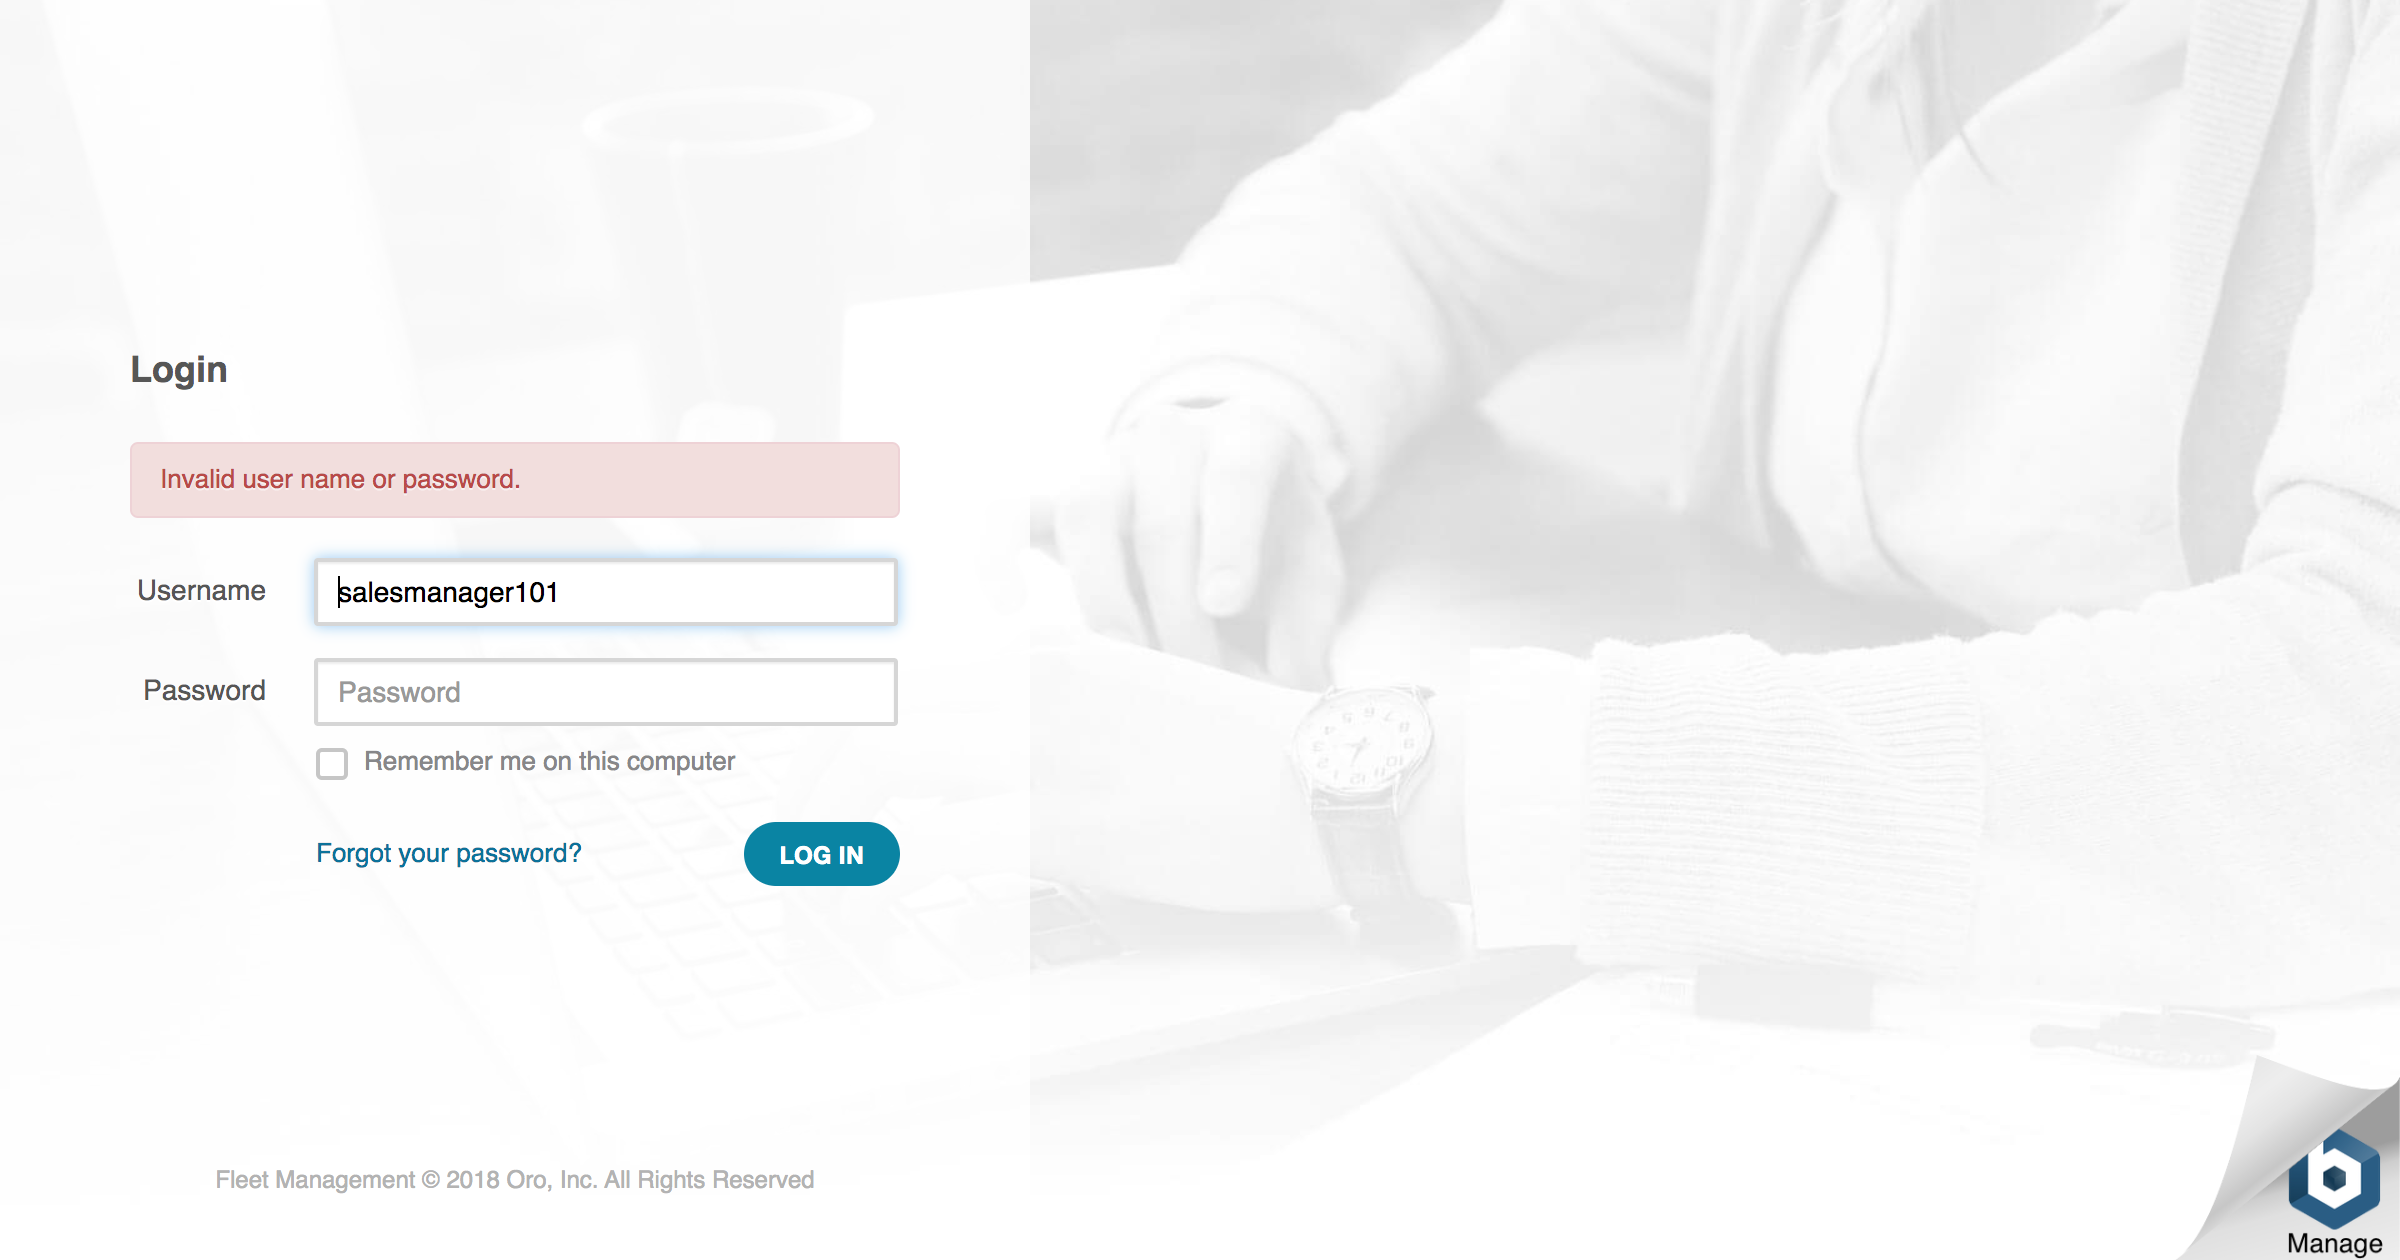 Login
Invalid user name or password.
Username
salesmanager101
Password
Password
Remember me on this computer
Forgot your password?
LOG IN
Fleet Management © 2018 Oro, Inc. All Rights Reserved
Manage